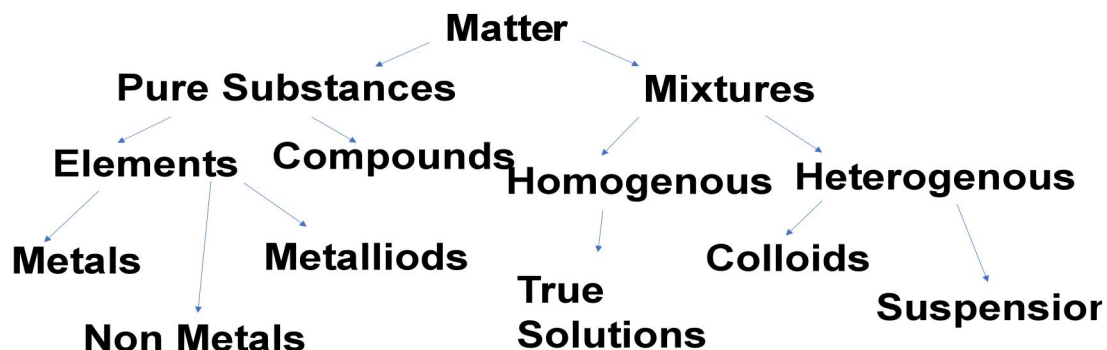 Matter
Pure Substances
Mixtures
Elements
Compounds
Homogenous
Heterogenous
Metals
Metalliods
Colloids
True
Solutions
Suspension
Non Metals